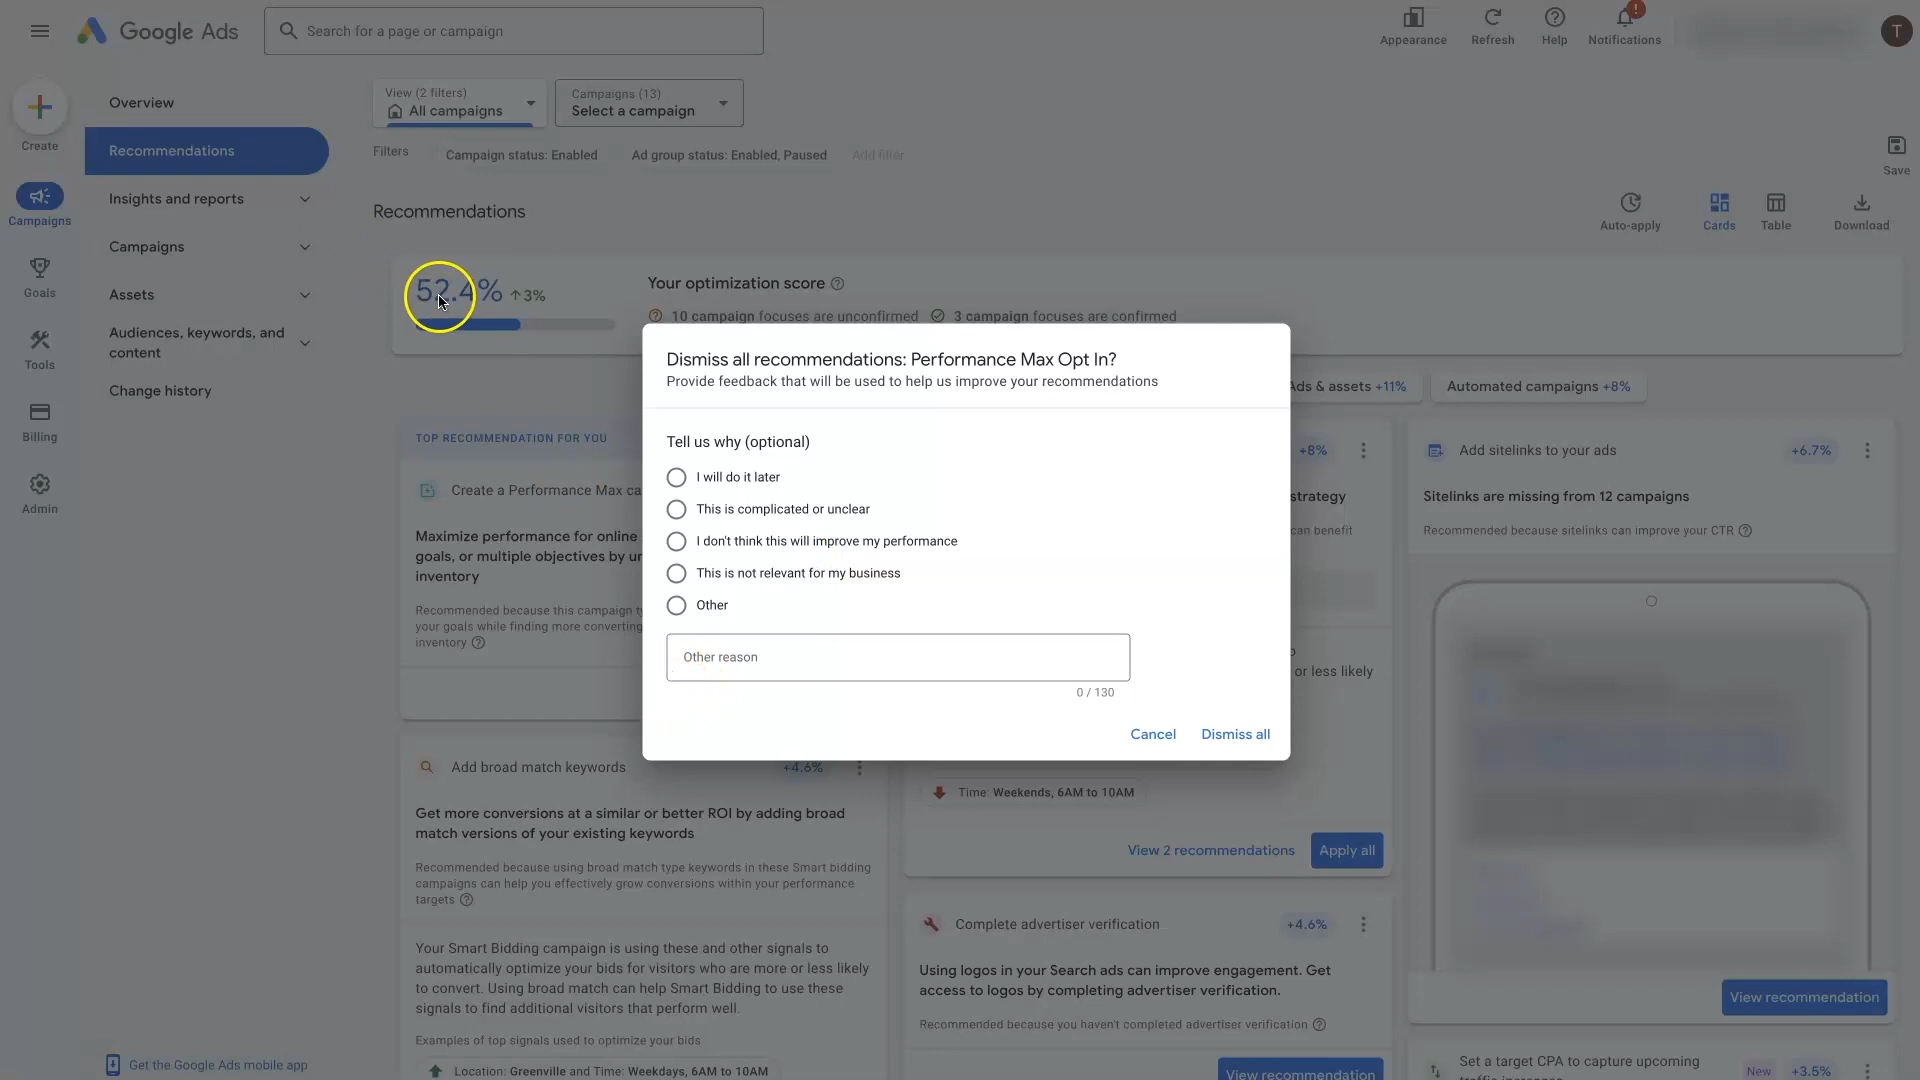 Google Ads
Search for a page or campaign
Appearance
Refresh
Help
Notifications
T
Create
Campaigns
Goals
Tools
Billing
Admin
Overview
Recommendations
Insights and reports
Campaigns
Assets
Audiences, keywords, and
content
Change history
Get the Google Ads mobile app
View (2 filters)
All campaigns
Campaigns (13)
Select a campaign
Filters
Campaign status: Enabled
Ad group status: Enabled, Paused
Add filter
Save
Recommendations
Auto-apply
Cards
Table
Download
52.4%
3%
Your optimization score
10 campaign focuses are unconfirmed
3 campaign focuses are confirmed
Ads & assets +11%
Automated campaigns +8%
Dismiss all recommendations: Performance Max Opt In?
Provide feedback that will be used to help us improve your recommendations
Tell us why (optional)
I will do it later
This is complicated or unclear
I don't think this will improve my performance
This is not relevant for my business
Other
Other reason
0 / 130
Cancel
Dismiss all
TOP RECOMMENDATION FOR YOU
Create a Performance Max ca
Maximize performance for online
goals, or multiple objectives by
inventory
Recommended because this campaign
your goals while finding more converting
inventory
Add broad match keywords
+4.6%
Get more conversions at a similar or better ROI by adding broad
match versions of your existing keywords
Recommended because using broad match type keywords in these Smart bidding
campaigns can help you effectively grow conversions within your performance
targets
Your Smart Bidding campaign is using these and other signals to
automatically optimize your bids for visitors who are more or less likely
to convert. Using broad match can help Smart Bidding to use these
signals to find additional visitors that perform well.
Examples of top signals used to optimize your bids
Location: Greenville and Time: Weekdays, 6AM to 10AM
+8%
strategy
can benefit
or less likely
Time: Weekends, 6AM to 10AM
View 2 recommendations
Apply all
Complete advertiser verification
+4.6%
Using logos in your Search ads can improve engagement. Get
access to logos by completing advertiser verification.
Recommended because you haven't completed advertiser verification
View recommendation
Add sitelinks to your ads
+6.7%
Sitelinks are missing from 12 campaigns
Recommended because sitelinks can improve your CTR
View recommendation
Set a target CPA to capture upcoming
traffic increases
New
+3.5%